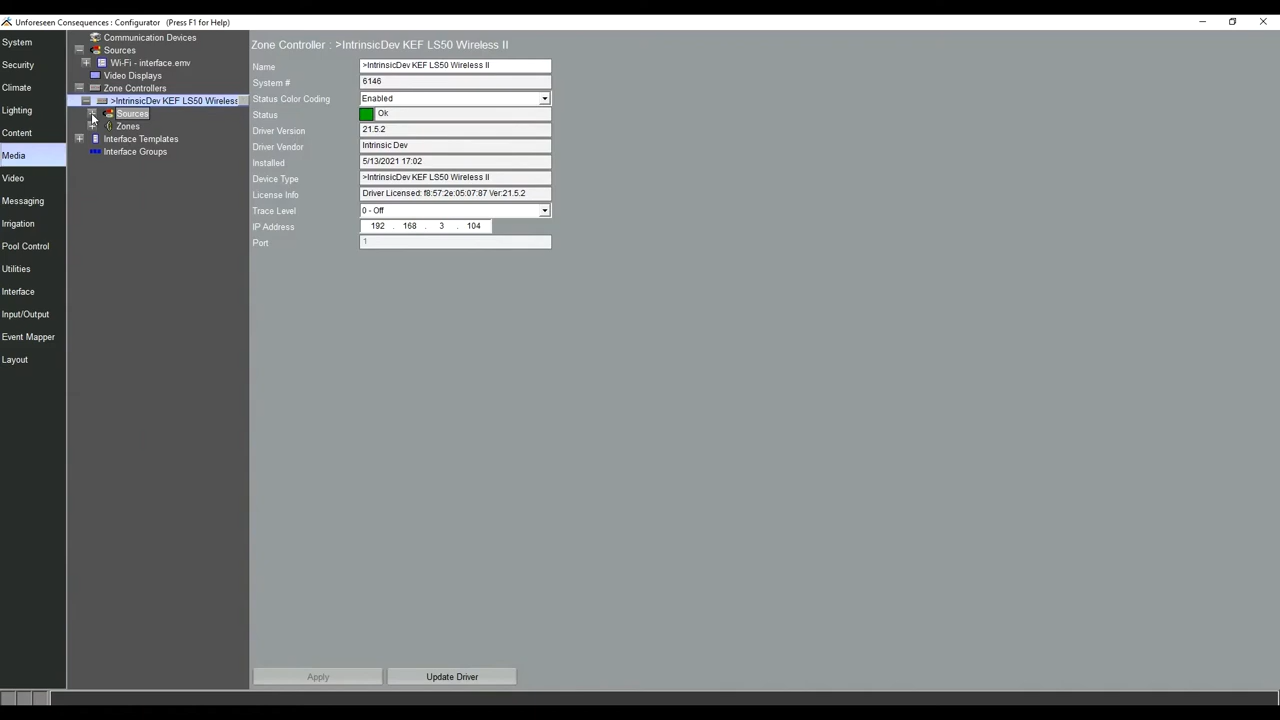 Unforeseen Consequences : Configurator   (Press F1 for Help)
System
Security
Climate
Lighting
Content
Media
Video
Messaging
Irrigation
Pool Control
Utilities
Interface
Input/Output
Event Mapper
Layout
Communication Devices
Sources
Wi-Fi - interface.emv
Video Displays
Zone Controllers
>IntrinsicDev KEF LS50 Wireless
Sources
Zones
Interface Templates
Interface Groups
Zone Controller : >IntrinsicDev KEF LS50 Wireless II
Name >IntrinsicDev KEF LS50 Wireless II
System # 6146
Status Color Coding Enabled
Status Ok
Driver Version 21.5.2
Driver Vendor Intrinsic Dev
Installed 5/13/2021 17:02
Device Type >IntrinsicDev KEF LS50 Wireless II
License Info Driver Licensed: f8:57:2e:05:07:87 Ver:21.5.2
Trace Level 0 - Off
IP Address 192 . 168 . 3 . 104
Port 1
Apply Update Driver